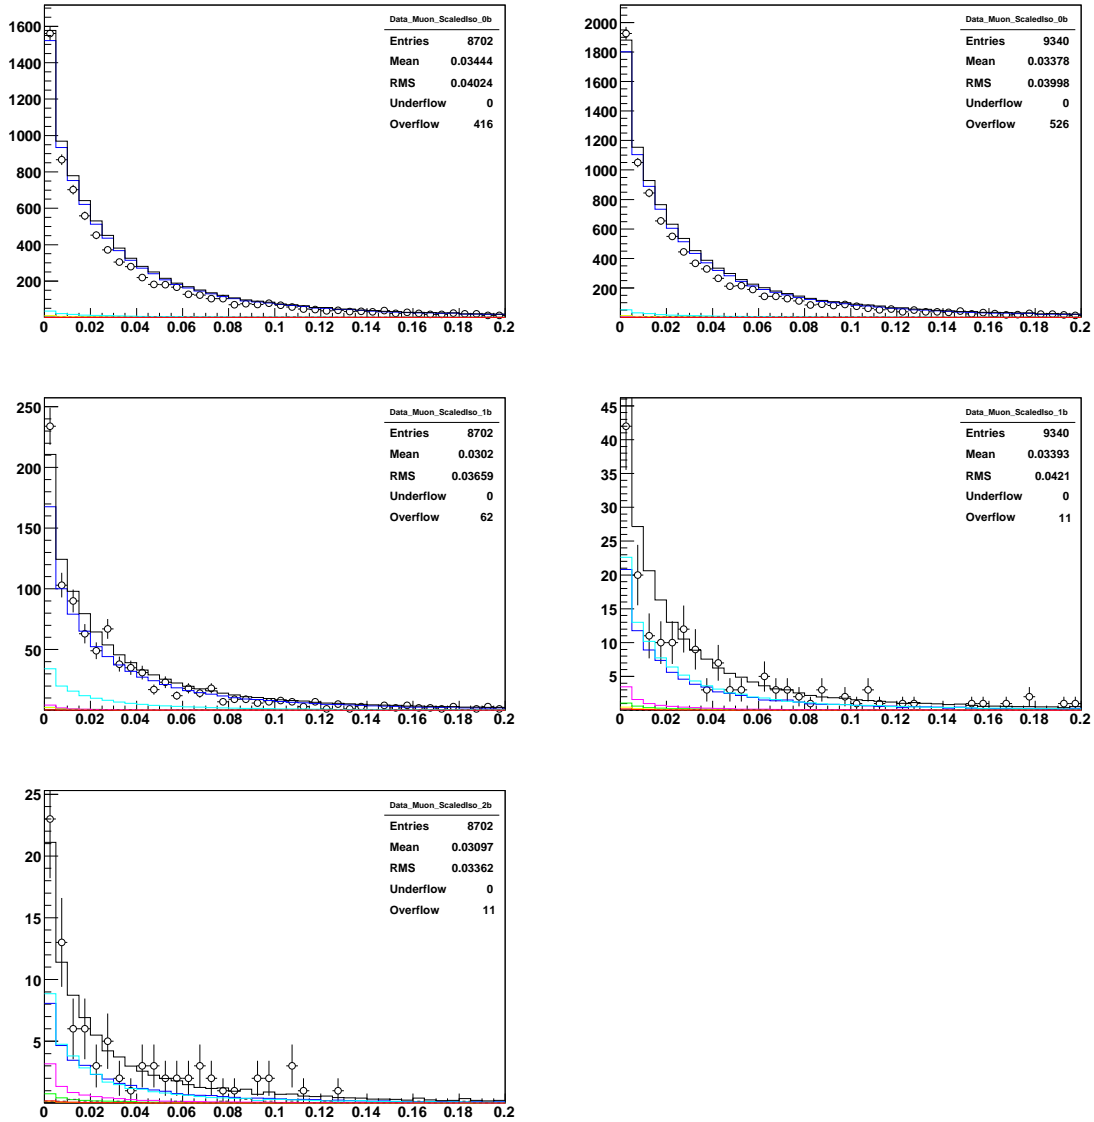 Data_Muon_ScaledIso_0b
Entries 8702
Mean 0.03444
RMS 0.04024
Underflow 0
Overflow 416
1600
1400
1200
1000
800
600
400
200
0 0.02 0.04 0.06 0.08 0.1 0.12 0.14 0.16 0.18 0.2
Data_Muon_ScaledIso_0b
Entries 9340
Mean 0.03378
RMS 0.03998
Underflow 0
Overflow 526
2000
1800
1600
1400
1200
1000
800
600
400
200
0 0.02 0.04 0.06 0.08 0.1 0.12 0.14 0.16 0.18 0.2
Data_Muon_ScaledIso_1b
Entries 8702
Mean 0.0302
RMS 0.03659
Underflow 0
Overflow 62
250
200
150
100
50
0 0.02 0.04 0.06 0.08 0.1 0.12 0.14 0.16 0.18 0.2
Data_Muon_ScaledIso_1b
Entries 9340
Mean 0.03393
RMS 0.0421
Underflow 0
Overflow 11
45
40
35
30
25
20
15
10
5
0 0.02 0.04 0.06 0.08 0.1 0.12 0.14 0.16 0.18 0.2
Data_Muon_ScaledIso_2b
Entries 8702
Mean 0.03097
RMS 0.03362
Underflow 0
Overflow 11
25
20
15
10
5
0 0.02 0.04 0.06 0.08 0.1 0.12 0.14 0.16 0.18 0.2